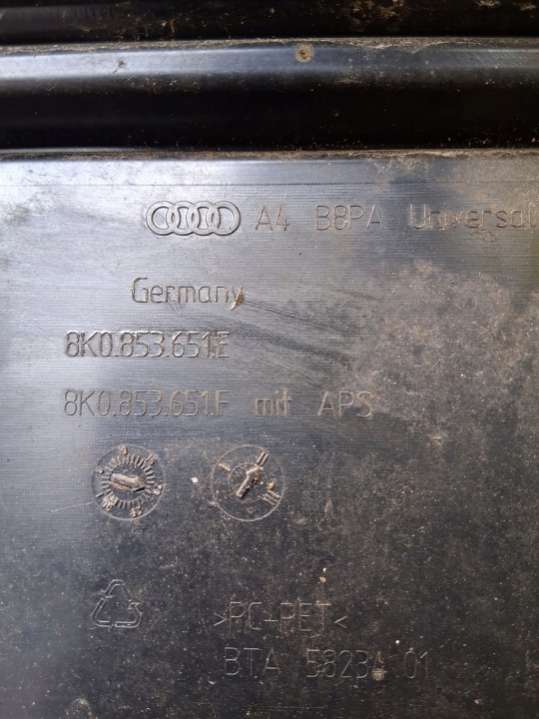 A4 B8PA Universal
Germany
8K0.853.651.E
8K0.853.651.F mit APS
>PC-PET<
BTA 5823A 01